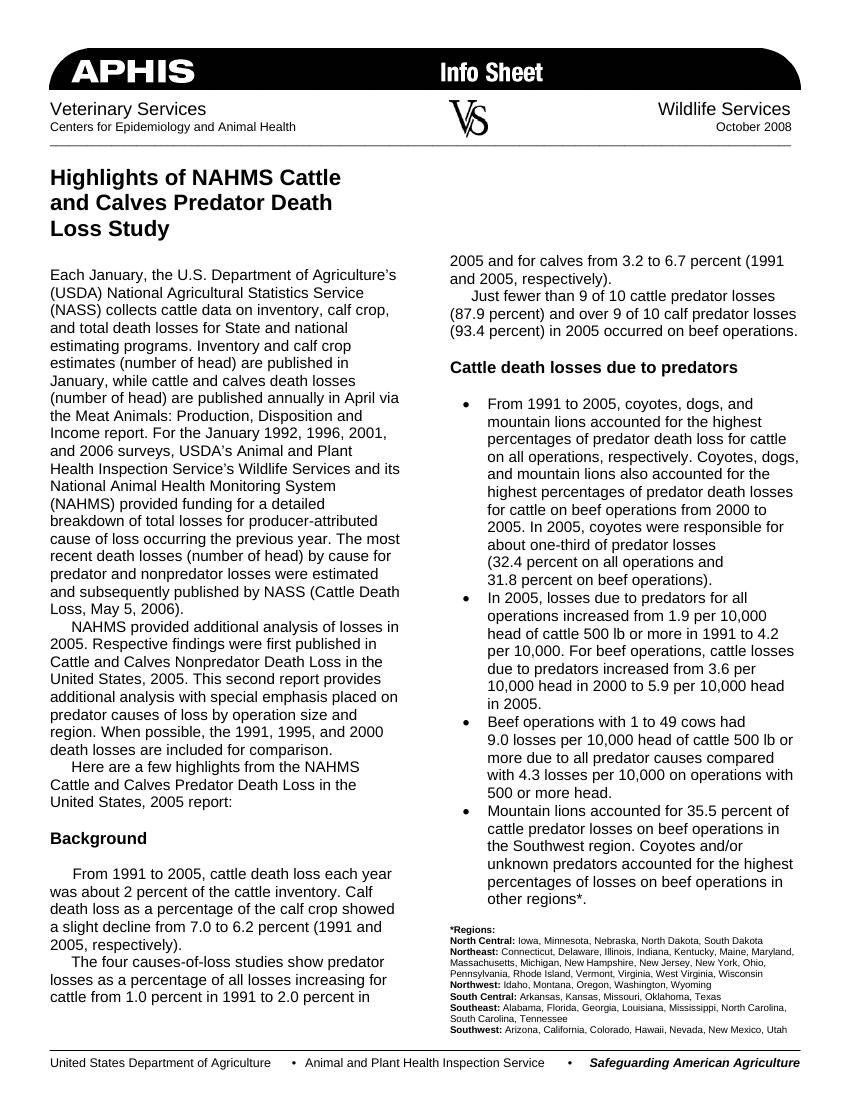 APHIS Info Sheet
Veterinary Services
Centers for Epidemiology and Animal Health
VS
Wildlife Services
October 2008
Highlights of NAHMS Cattle
and Calves Predator Death
Loss Study
Each January, the U.S. Department of Agriculture's
(USDA) National Agricultural Statistics Service
(NASS) collects cattle data on inventory, calf crop,
and total death losses for State and national
estimating programs. Inventory and calf crop
estimates (number of head) are published in
January, while cattle and calves death losses
(number of head) are published annually in April via
the Meat Animals: Production, Disposition and
Income report. For the January 1992, 1996, 2001,
and 2006 surveys, USDA's Animal and Plant
Health Inspection Service's Wildlife Services and its
National Animal Health Monitoring System
(NAHMS) provided funding for a detailed
breakdown of total losses for producer-attributed
cause of loss occurring the previous year. The most
recent death losses (number of head) by cause for
predator and nonpredator losses were estimated
and subsequently published by NASS (Cattle Death
Loss, May 5, 2006).
NAHMS provided additional analysis of losses in
2005. Respective findings were first published in
Cattle and Calves Nonpredator Death Loss in the
United States, 2005. This second report provides
additional analysis with special emphasis placed on
predator causes of loss by operation size and
region. When possible, the 1991, 1995, and 2000
death losses are included for comparison.
Here are a few highlights from the NAHMS
Cattle and Calves Predator Death Loss in the
United States, 2005 report:
Background
From 1991 to 2005, cattle death loss each year
was about 2 percent of the cattle inventory. Calf
death loss as a percentage of the calf crop showed
a slight decline from 7.0 to 6.2 percent (1991 and
2005, respectively).
The four causes-of-loss studies show predator
losses as a percentage of all losses increasing for
cattle from 1.0 percent in 1991 to 2.0 percent in
2005 and for calves from 3.2 to 6.7 percent (1991
and 2005, respectively).
Just fewer than 9 of 10 cattle predator losses
(87.9 percent) and over 9 of 10 calf predator losses
(93.4 percent) in 2005 occurred on beef operations.
Cattle death losses due to predators
• From 1991 to 2005, coyotes, dogs, and
mountain lions accounted for the highest
percentages of predator death loss for cattle
on all operations, respectively. Coyotes, dogs,
and mountain lions also accounted for the
highest percentages of predator death losses
for cattle on beef operations from 2000 to
2005. In 2005, coyotes were responsible for
about one-third of predator losses
(32.4 percent on all operations and
31.8 percent on beef operations).
• In 2005, losses due to predators for all
operations increased from 1.9 per 10,000
head of cattle 500 lb or more in 1991 to 4.2
per 10,000. For beef operations, cattle losses
due to predators increased from 3.6 per
10,000 head in 2000 to 5.9 per 10,000 head
in 2005.
• Beef operations with 1 to 49 cows had
9.0 losses per 10,000 head of cattle 500 lb or
more due to all predator causes compared
with 4.3 losses per 10,000 on operations with
500 or more head.
• Mountain lions accounted for 35.5 percent of
cattle predator losses on beef operations in
the Southwest region. Coyotes and/or
unknown predators accounted for the highest
percentages of losses on beef operations in
other regions*.
*Regions:
North Central: Iowa, Minnesota, Nebraska, North Dakota, South Dakota
Northeast: Connecticut, Delaware, Illinois, Indiana, Kentucky, Maine, Maryland,
Massachusetts, Michigan, New Hampshire, New Jersey, New York, Ohio,
Pennsylvania, Rhode Island, Vermont, Virginia, West Virginia, Wisconsin
Northwest: Idaho, Montana, Oregon, Washington, Wyoming
South Central: Arkansas, Kansas, Missouri, Oklahoma, Texas
Southeast: Alabama, Florida, Georgia, Louisiana, Mississippi, North Carolina,
South Carolina, Tennessee
Southwest: Arizona, California, Colorado, Hawaii, Nevada, New Mexico, Utah
United States Department of Agriculture • Animal and Plant Health Inspection Service • Safeguarding American Agriculture